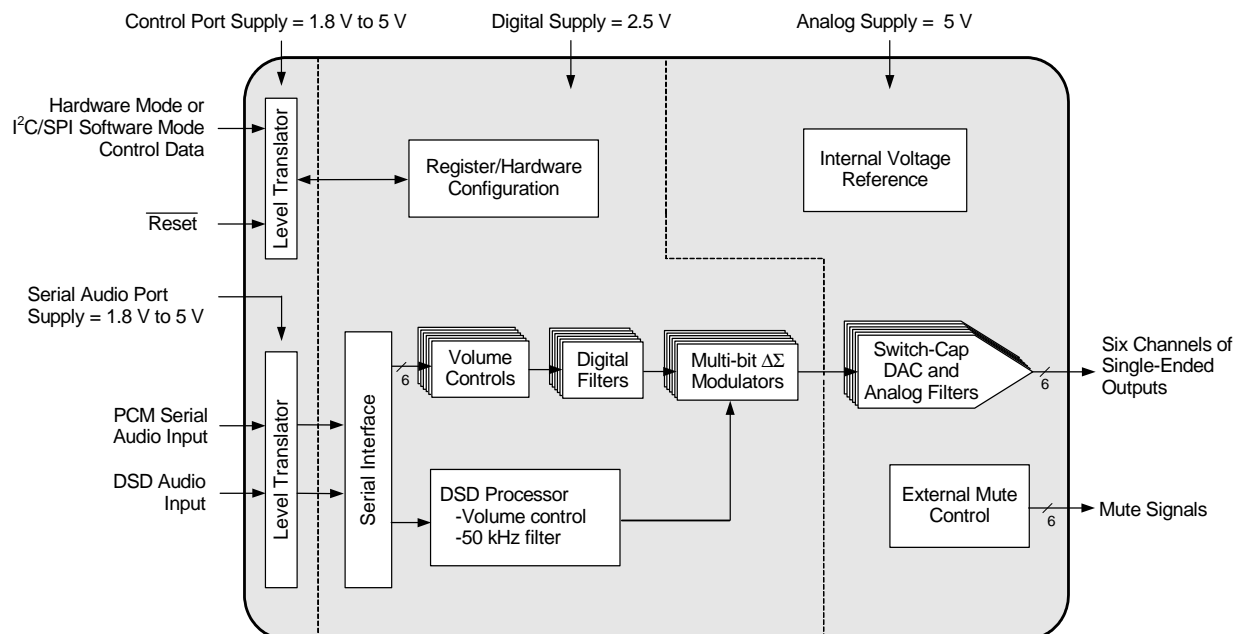 Control Port Supply = 1.8 V to 5 V
Digital Supply = 2.5 V
Analog Supply = 5 V
Hardware Mode or
I²C/SPI Software Mode
Control Data
Reset
Level Translator
Register/Hardware
Configuration
Internal Voltage
Reference
Serial Audio Port
Supply = 1.8 V to 5 V
PCM Serial
Audio Input
DSD Audio
Input
Level Translator
Serial Interface
6
Volume
Controls
Digital
Filters
Multi-bit ΔΣ
Modulators
Switch-Cap
DAC and
Analog Filters
6
Six Channels of
Single-Ended
Outputs
DSD Processor
-Volume control
-50 kHz filter
External Mute
Control
6
Mute Signals